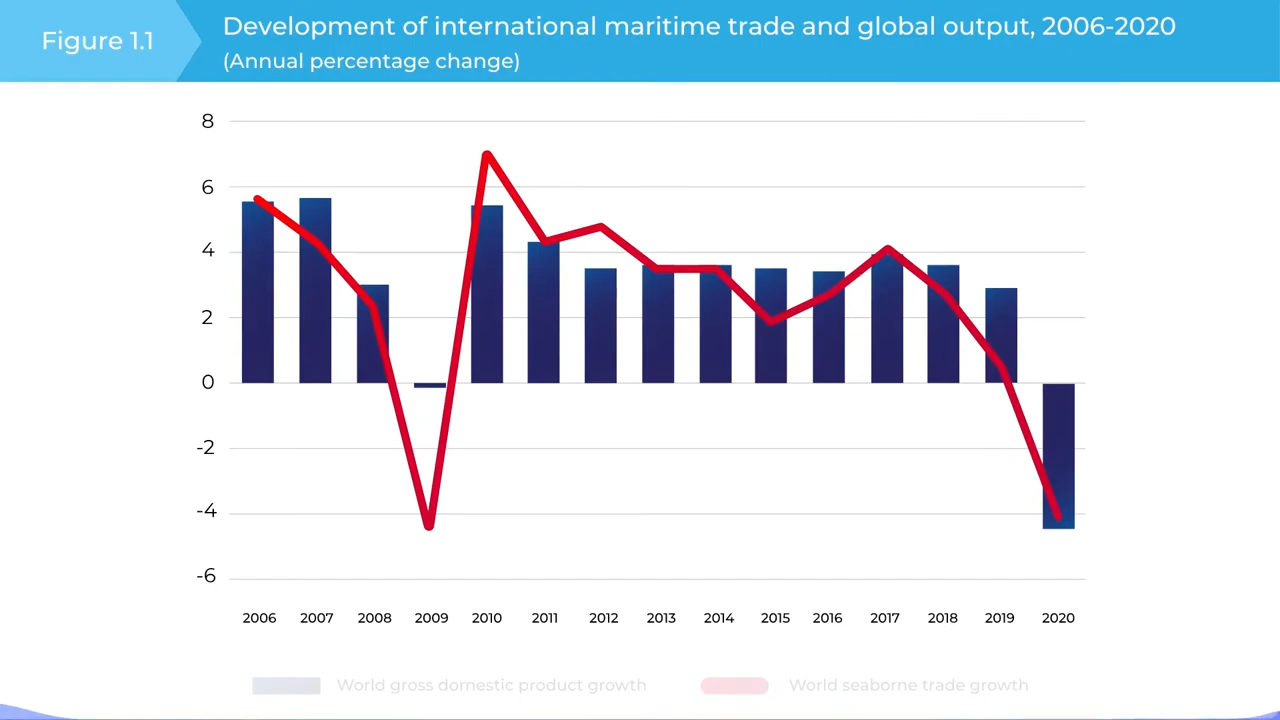 Figure 1.1
Development of international maritime trade and global output, 2006-2020
(Annual percentage change)
8
6
4
2
0
-2
-4
-6
2006 2007 2008 2009 2010 2011 2012 2013 2014 2015 2016 2017 2018 2019 2020
World gross domestic product growth World seaborne trade growth